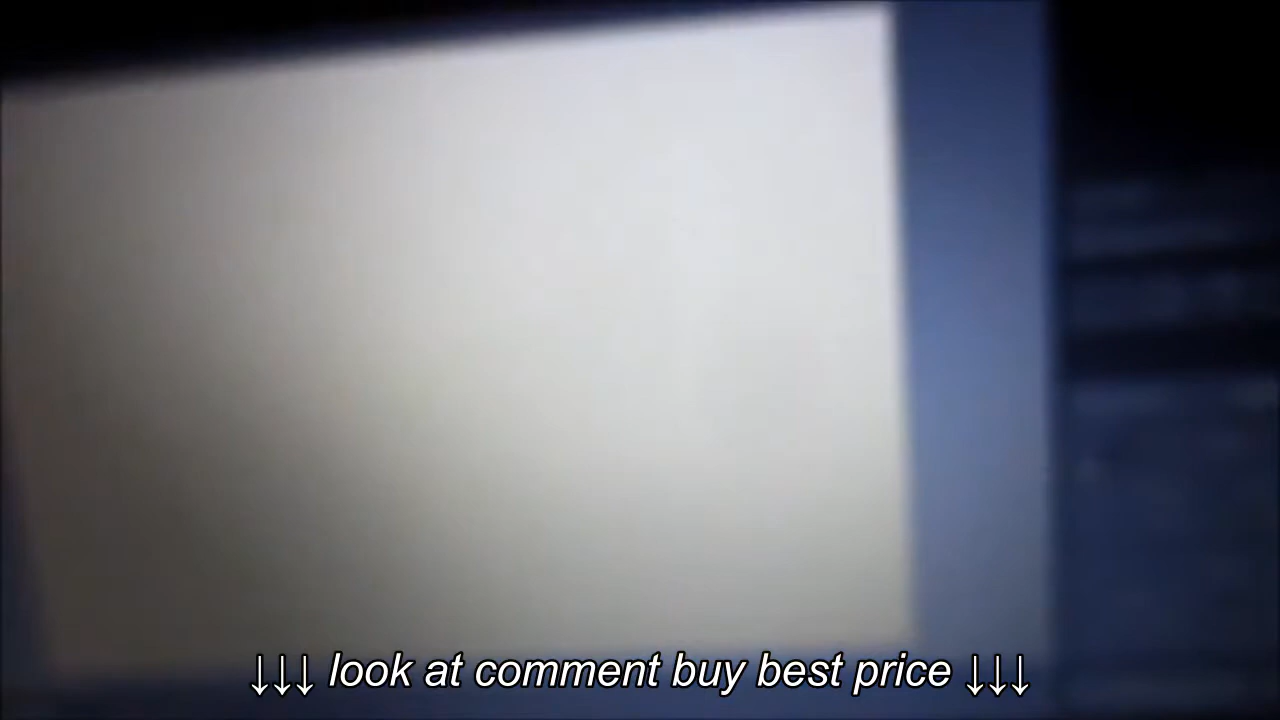 ↓↓↓ look at comment buy best price ↓↓↓